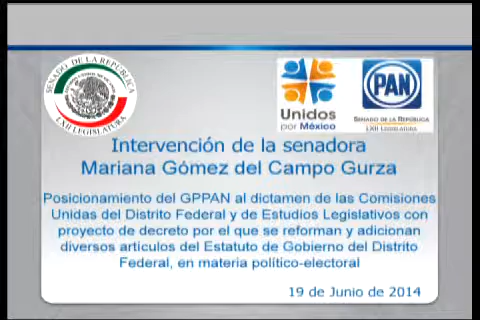 SENADO DE LA REPÚBLICA
LXII LEGISLATURA
Unidos
por México
PAN
SENADO DE LA REPÚBLICA
LXII LEGISLATURA
Intervención de la senadora
Mariana Gómez del Campo Gurza
Posicionamiento del GPPAN al dictamen de las Comisiones
Unidas del Distrito Federal y de Estudios Legislativos con
proyecto de decreto por el que se reforman y adicionan
diversos artículos del Estatuto de Gobierno del Distrito
Federal, en materia político-electoral
19 de Junio de 2014